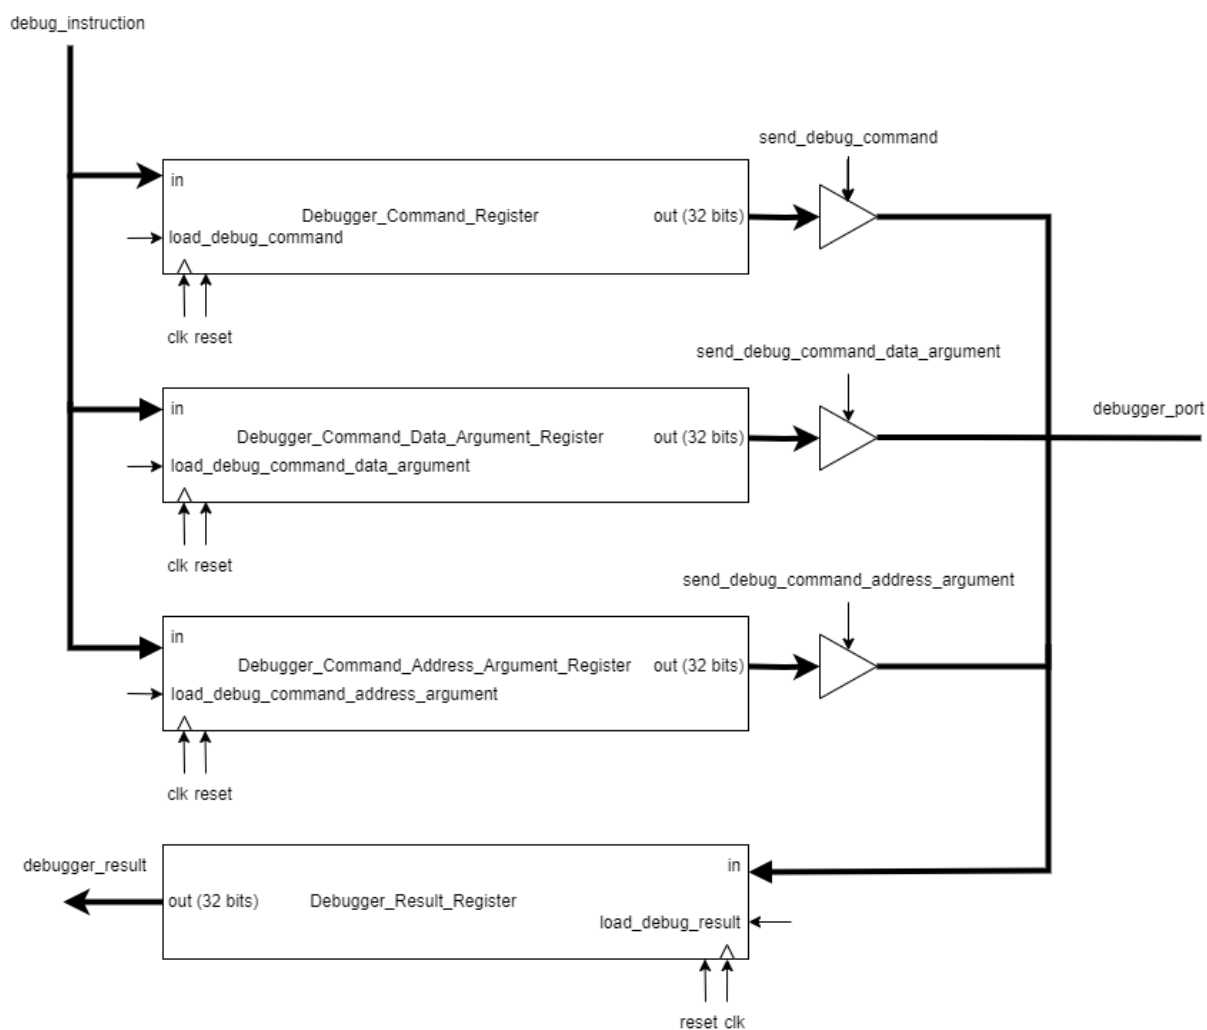 debug_instruction
send_debug_command
in
Debugger_Command_Register
out (32 bits)
load_debug_command
clk reset
send_debug_command_data_argument
in
debugger_port
Debugger_Command_Data_Argument_Register
out (32 bits)
load_debug_command_data_argument
clk reset
send_debug_command_address_argument
in
Debugger_Command_Address_Argument_Register
out (32 bits)
load_debug_command_address_argument
clk reset
debugger_result
in
out (32 bits)
Debugger_Result_Register
load_debug_result
reset clk